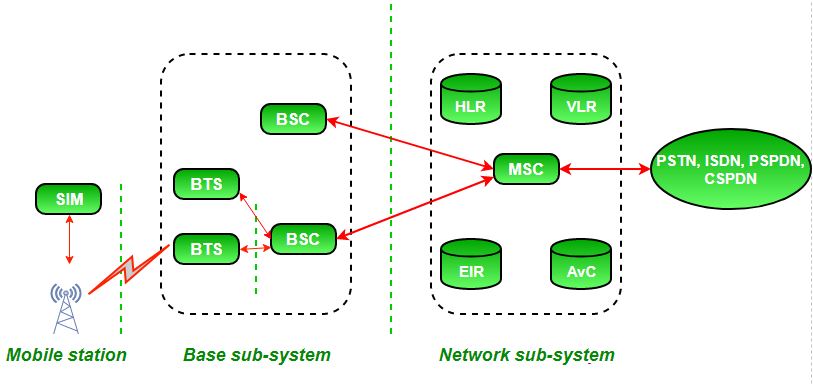 HLR
VLR
BSC
MSC
PSTN, ISDN, PSPDN,
CSPDN
BTS
SIM
BTS
BSC
EIR
AvC
Mobile station
Base sub-system
Network sub-system